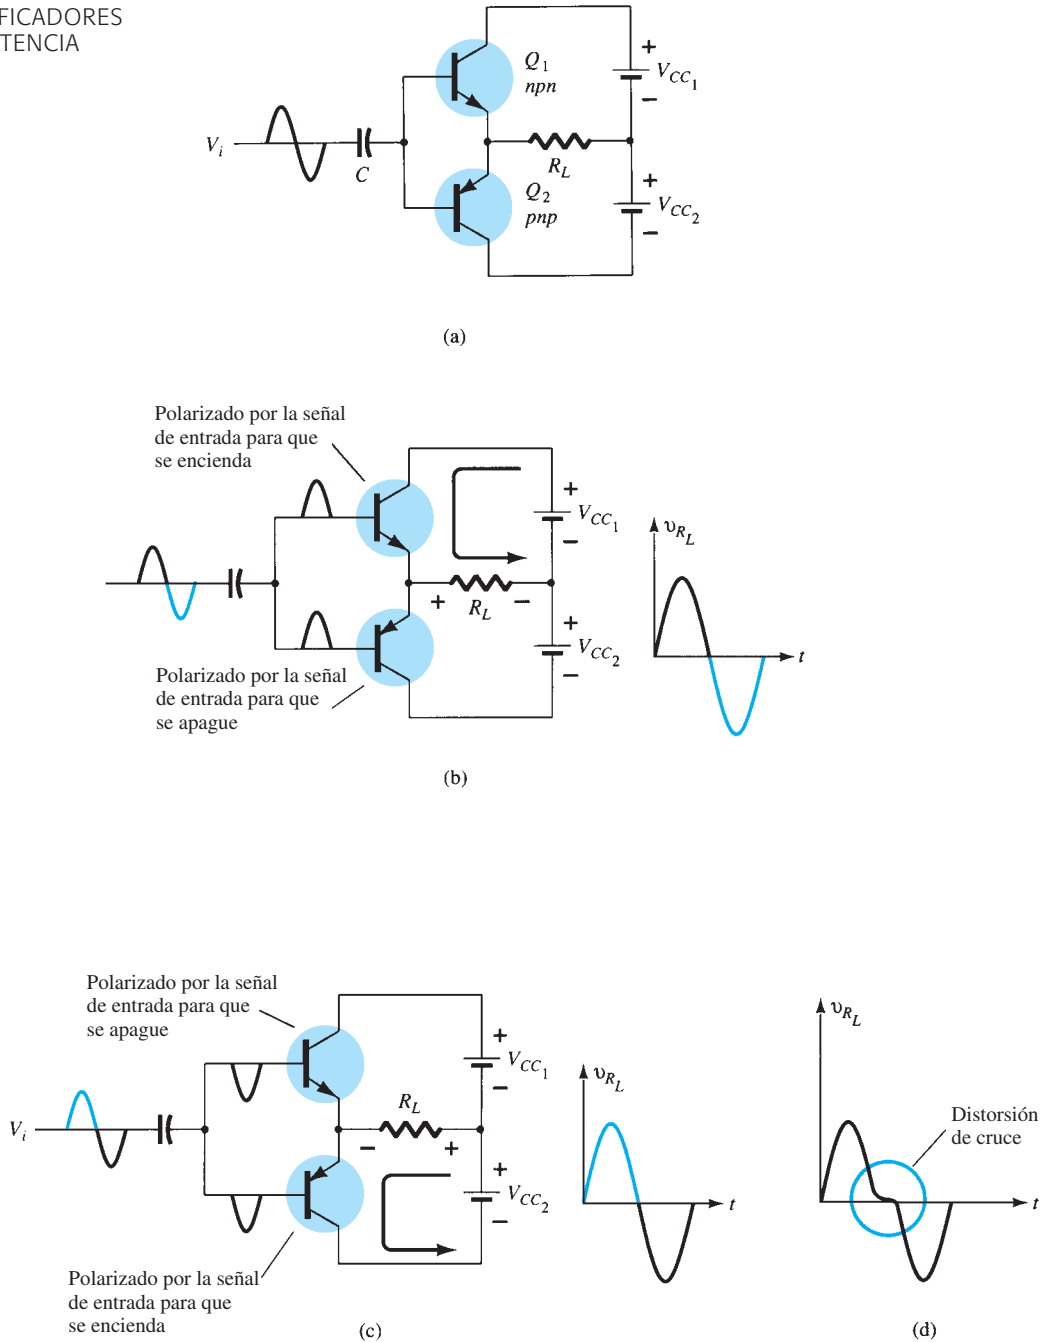 FICADORES
TENCIA
Q1
npn
VCC1
+
−
Vi
C
RL
Q2
pnp
+
VCC2
−
(a)
Polarizado por la señal
de entrada para que
se encienda
+
VCC1
−
υRL
+ RL −
t
+
VCC2
−
Polarizado por la señal
de entrada para que
se apague
(b)
Polarizado por la señal
de entrada para que
se apague
+
VCC1
−
υRL
υRL
Distorsión
de cruce
Vi
RL
− +
+
VCC2
−
t
t
Polarizado por la señal
de entrada para que
se encienda
(c)
(d)